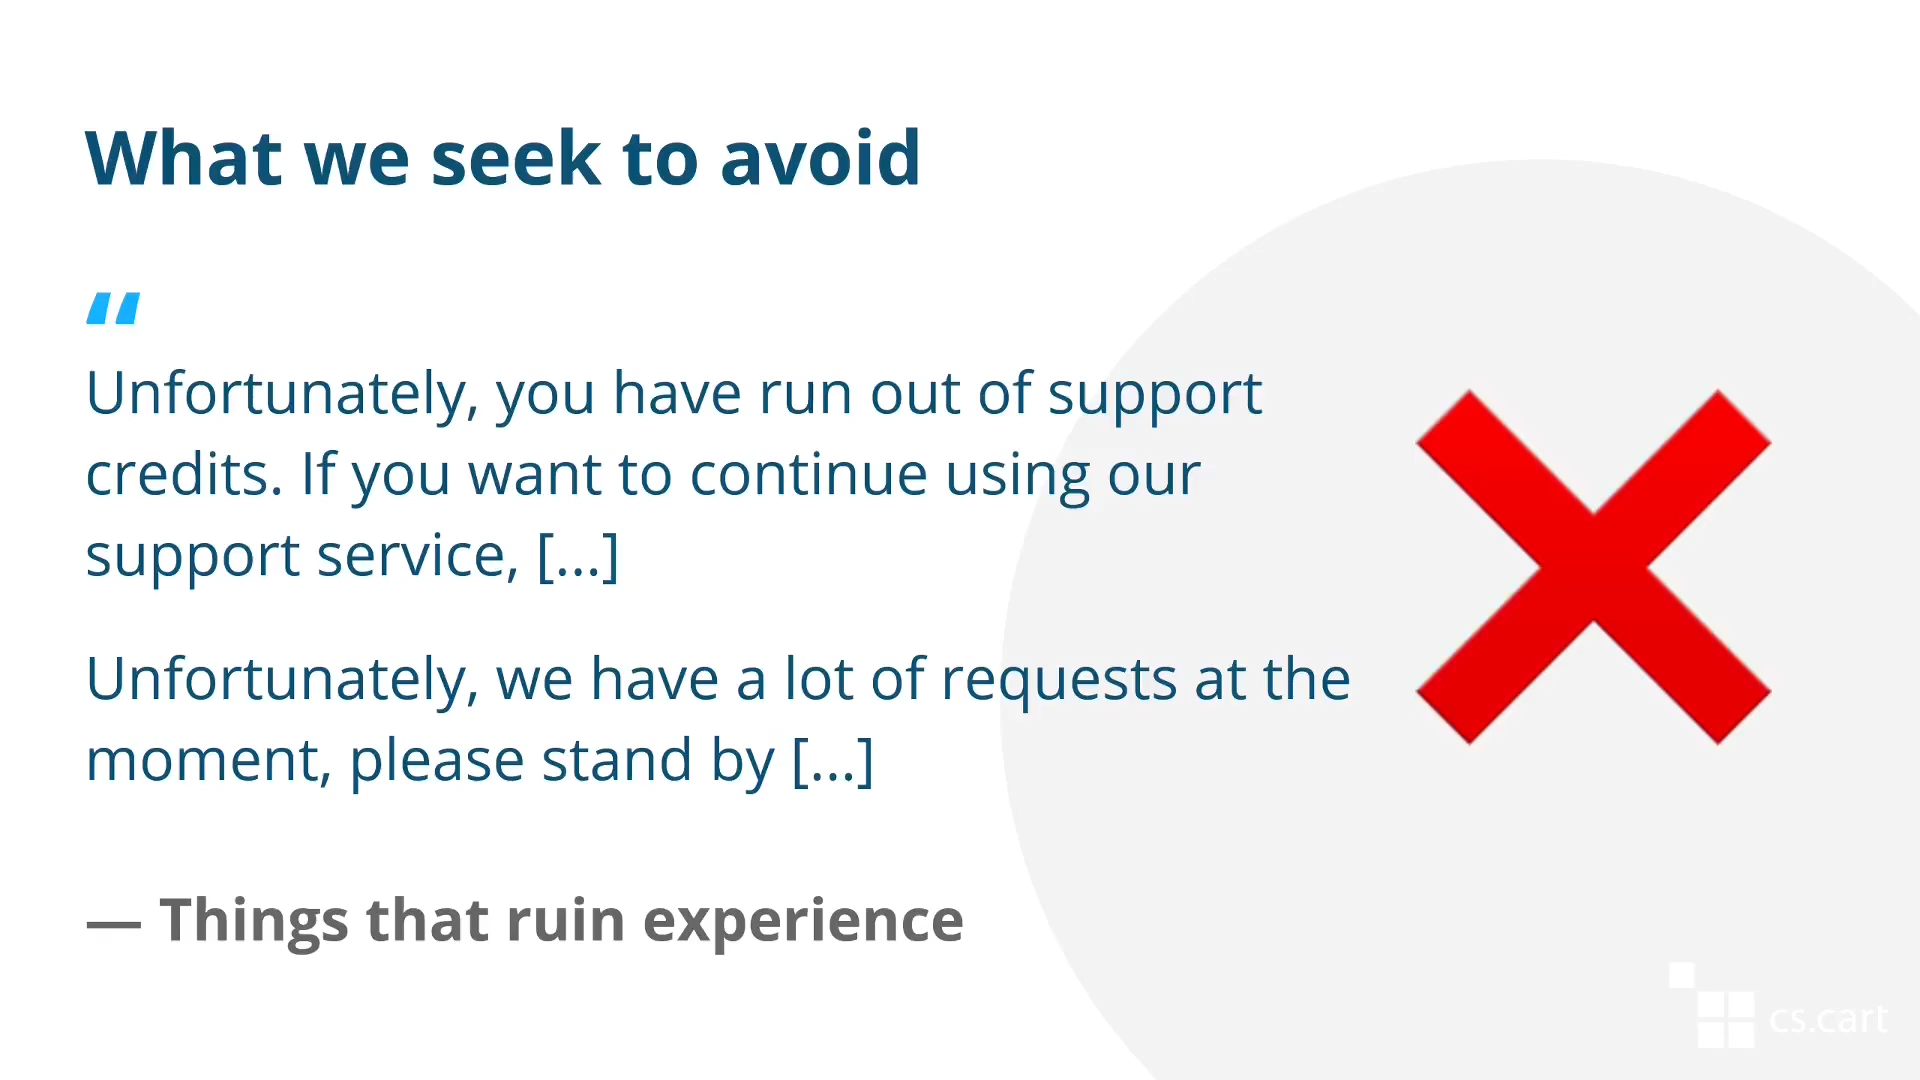 What we seek to avoid
“
Unfortunately, you have run out of support
credits. If you want to continue using our
support service, [...]
Unfortunately, we have a lot of requests at the
moment, please stand by [...]
— Things that ruin experience
cs.cart